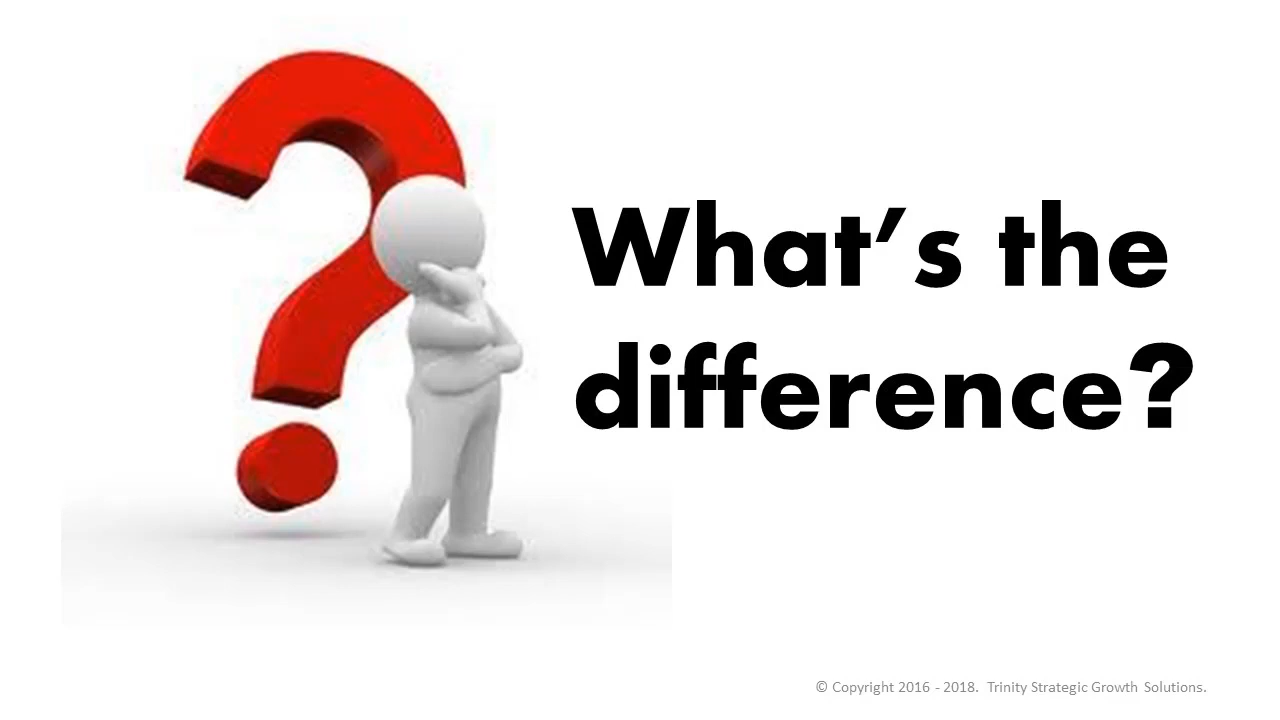 What’s the
difference?
© Copyright 2016 - 2018.  Trinity Strategic Growth Solutions.